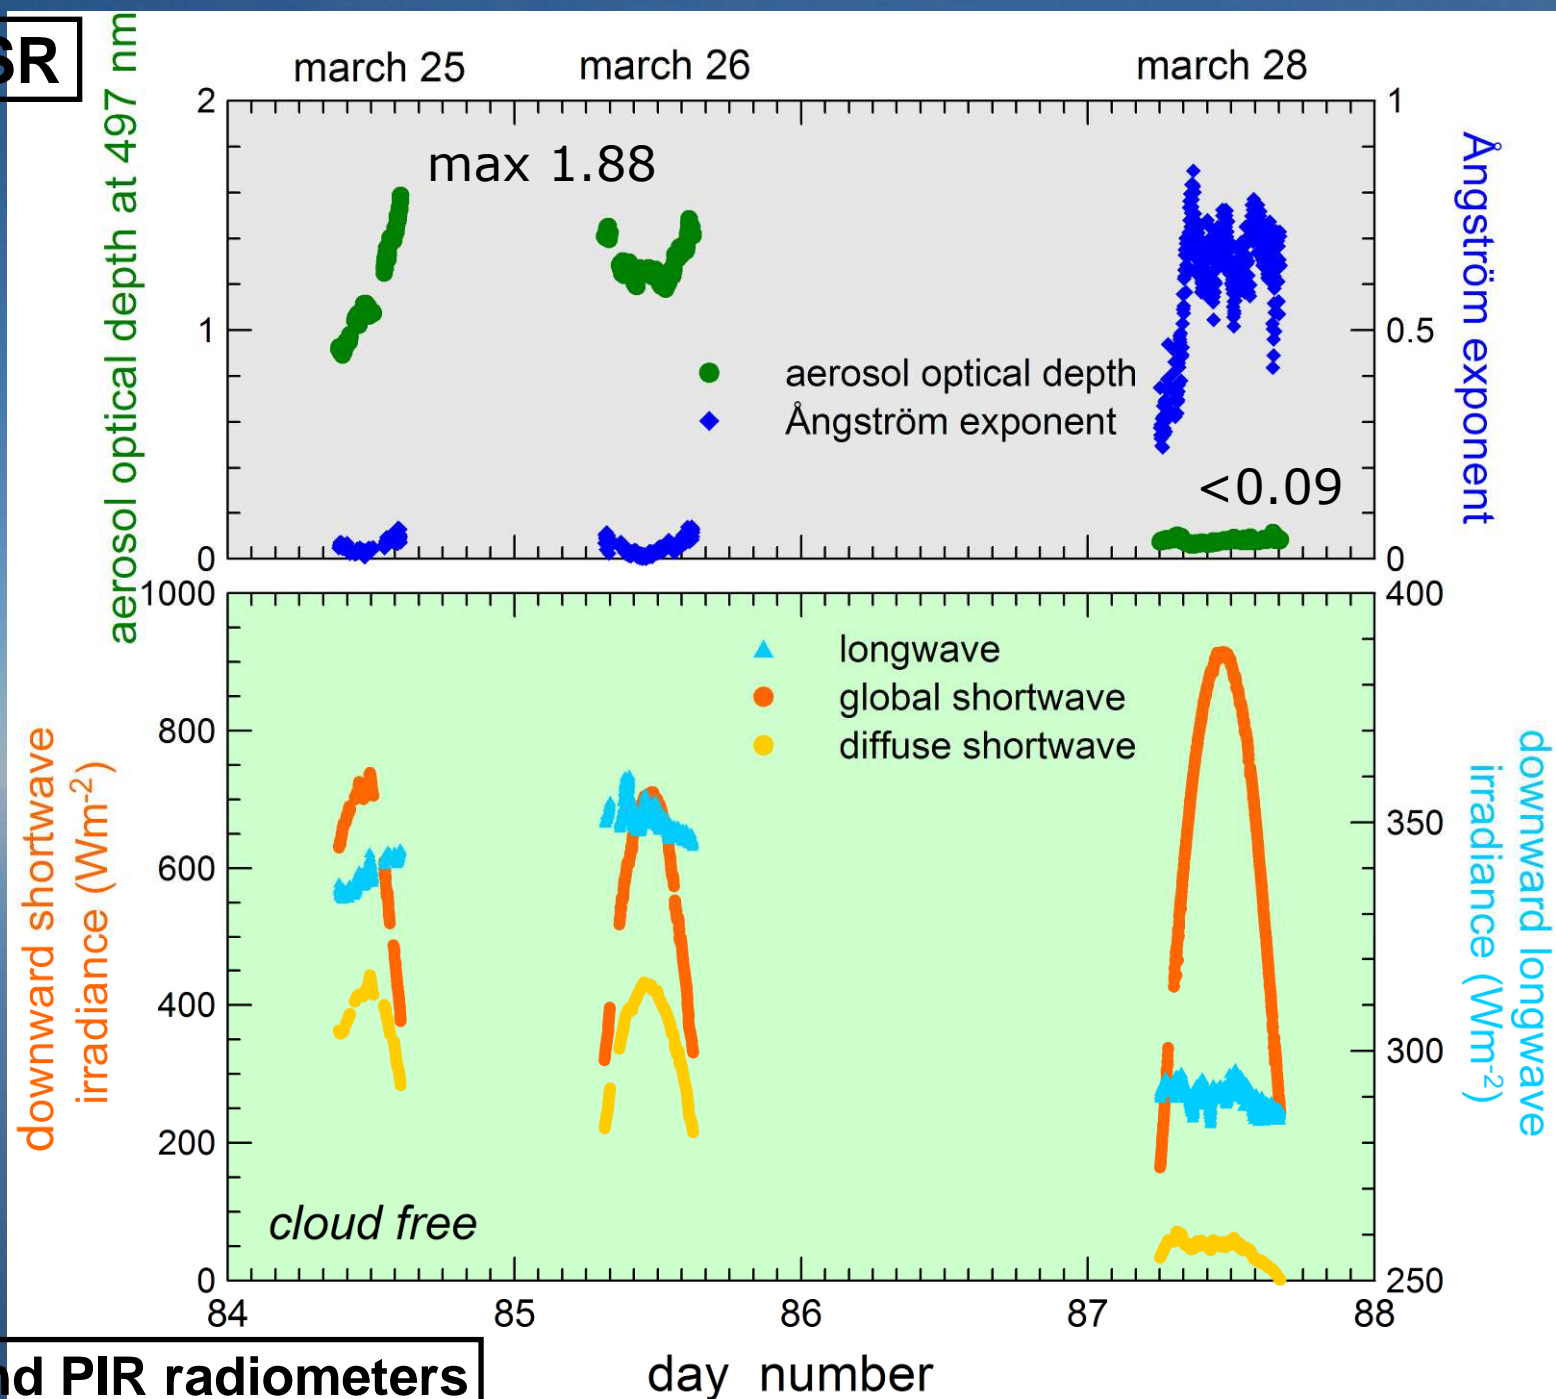 SR
march 25
march 26
march 28
aerosol optical depth at 497 nm
2
1
0
1
0.5
0
Ångström exponent
max 1.88
aerosol optical depth
Ångström exponent
<0.09
1000
800
600
400
200
0
400
350
300
250
downward shortwave
irradiance (Wm-2)
downward longwave
irradiance (Wm-2)
longwave
global shortwave
diffuse shortwave
cloud free
84
85
86
87
88
day number
nd PIR radiometers